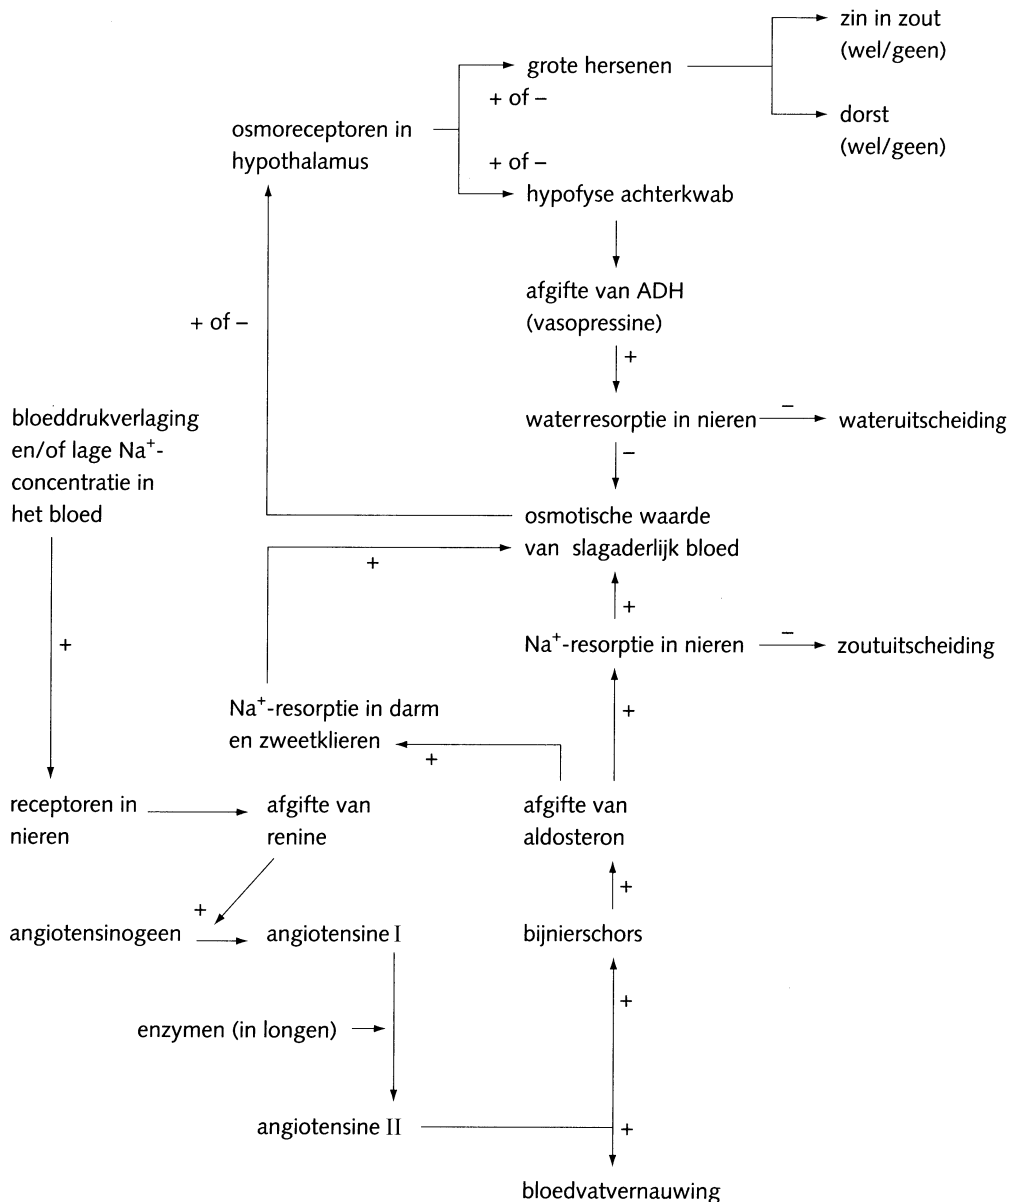 zin in zout
(wel/geen)
grote hersenen
+ of –
dorst
(wel/geen)
osmoreceptoren in
hypothalamus
+ of –
hypofyse achterkwab
afgifte van ADH
(vasopressine)
+ of –
+
bloeddrukverlaging
en/of lage Na⁺-
concentratie in
het bloed
waterresorptie in nieren
–
wateruitscheiding
–
osmotische waarde
van slagaderlijk bloed
+
+
+
Na⁺-resorptie in nieren
–
zoutuitscheiding
Na⁺-resorptie in darm
en zweetklieren
+
+
receptoren in
nieren
afgifte van
renine
afgifte van
aldosteron
+
+
angiotensinogeen
angiotensine I
bijnierschors
+
enzymen (in longen)
angiotensine II
+
bloedvatvernauwing